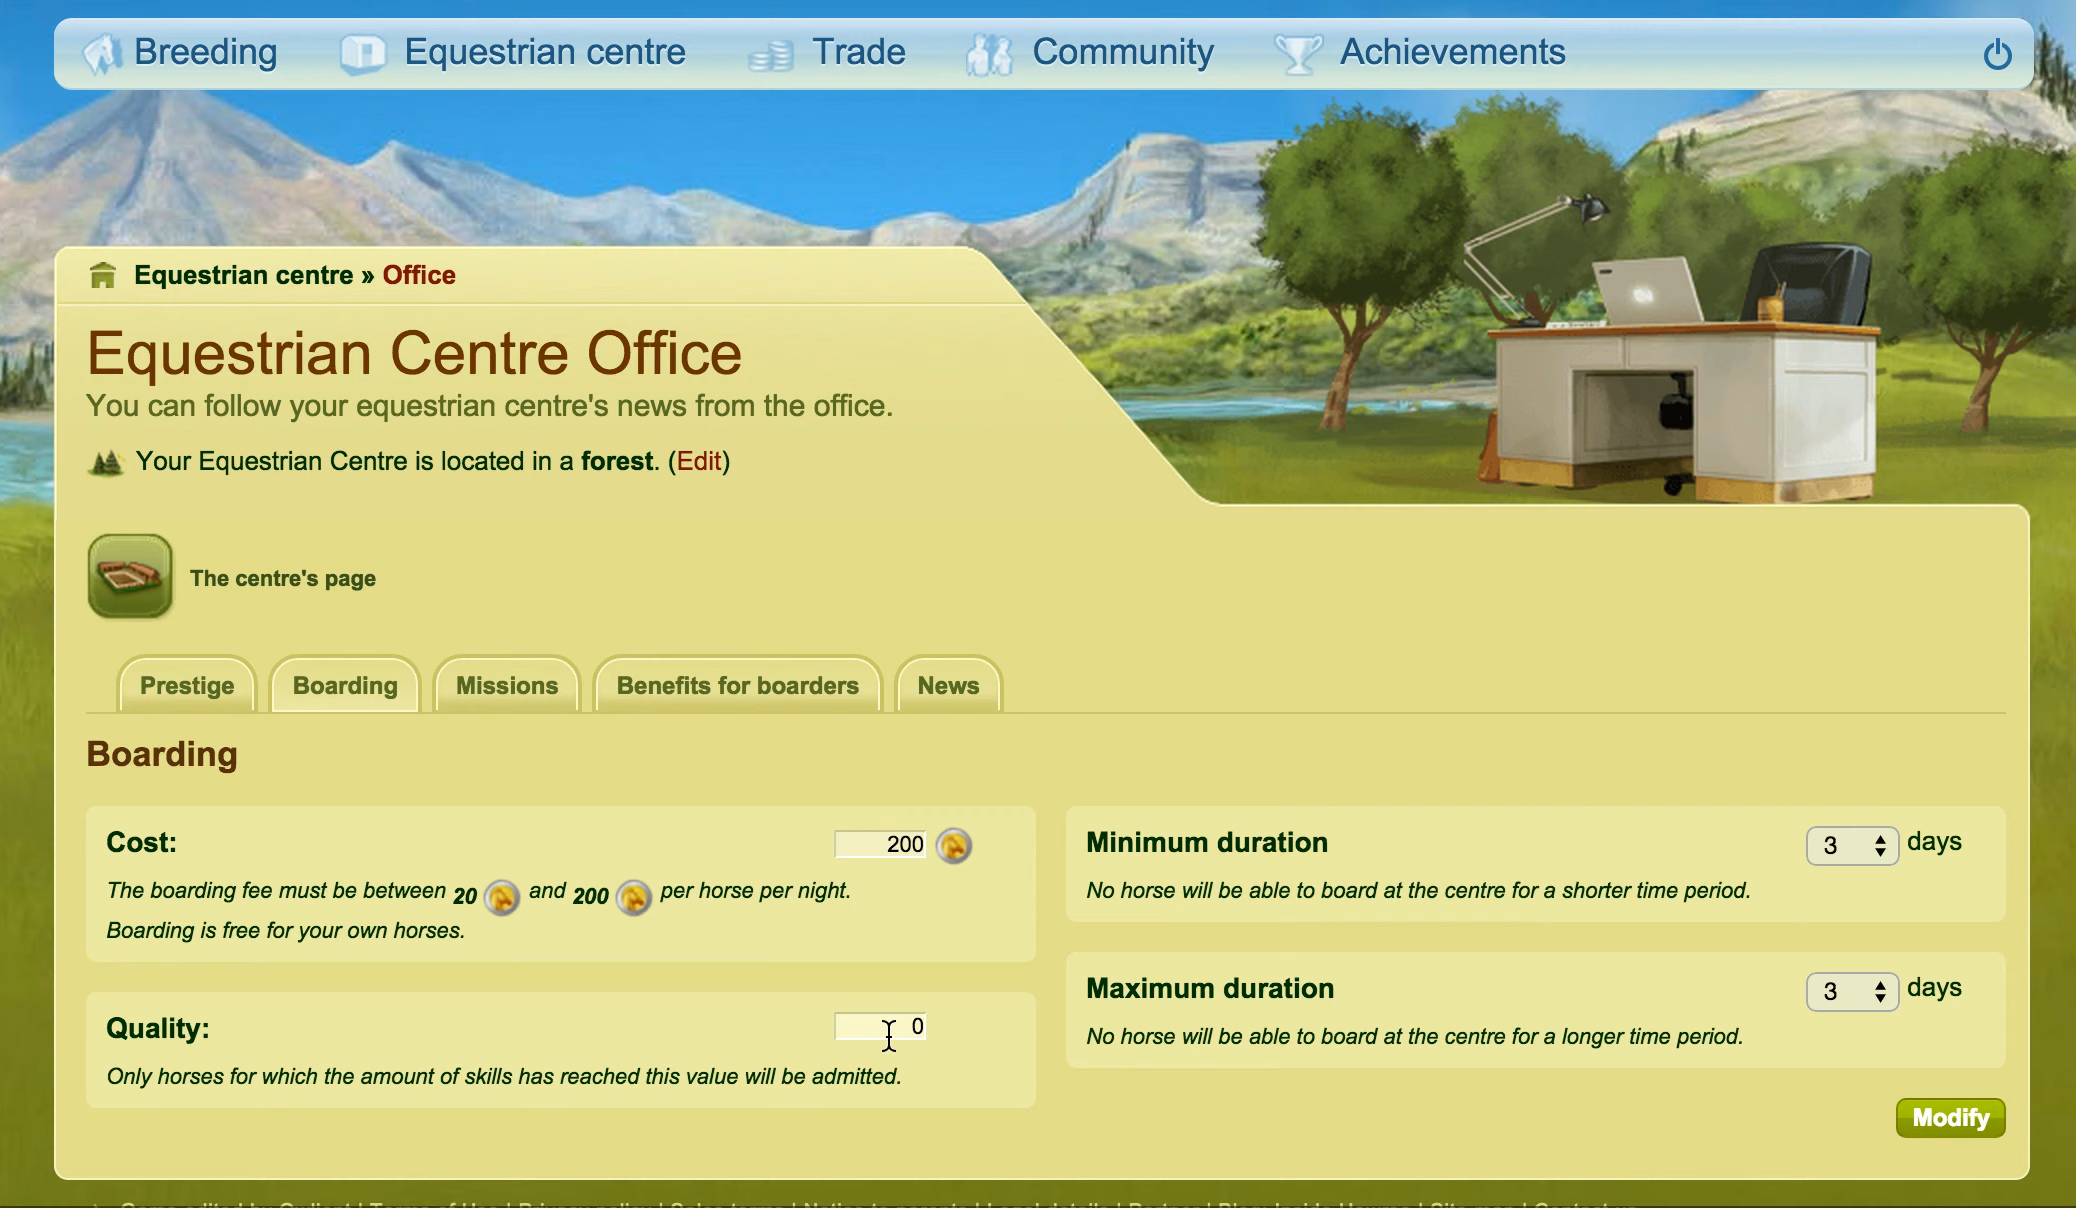 Breeding Equestrian centre Trade Community Achievements
Equestrian centre » Office
Equestrian Centre Office
You can follow your equestrian centre's news from the office.
Your Equestrian Centre is located in a forest. (Edit)
The centre's page
Prestige Boarding Missions Benefits for boarders News
Boarding
Cost: 200
The boarding fee must be between 20 and 200 per horse per night.
Boarding is free for your own horses.
Quality: 0
Only horses for which the amount of skills has reached this value will be admitted.
Minimum duration 3 days
No horse will be able to board at the centre for a shorter time period.
Maximum duration 3 days
No horse will be able to board at the centre for a longer time period.
Modify